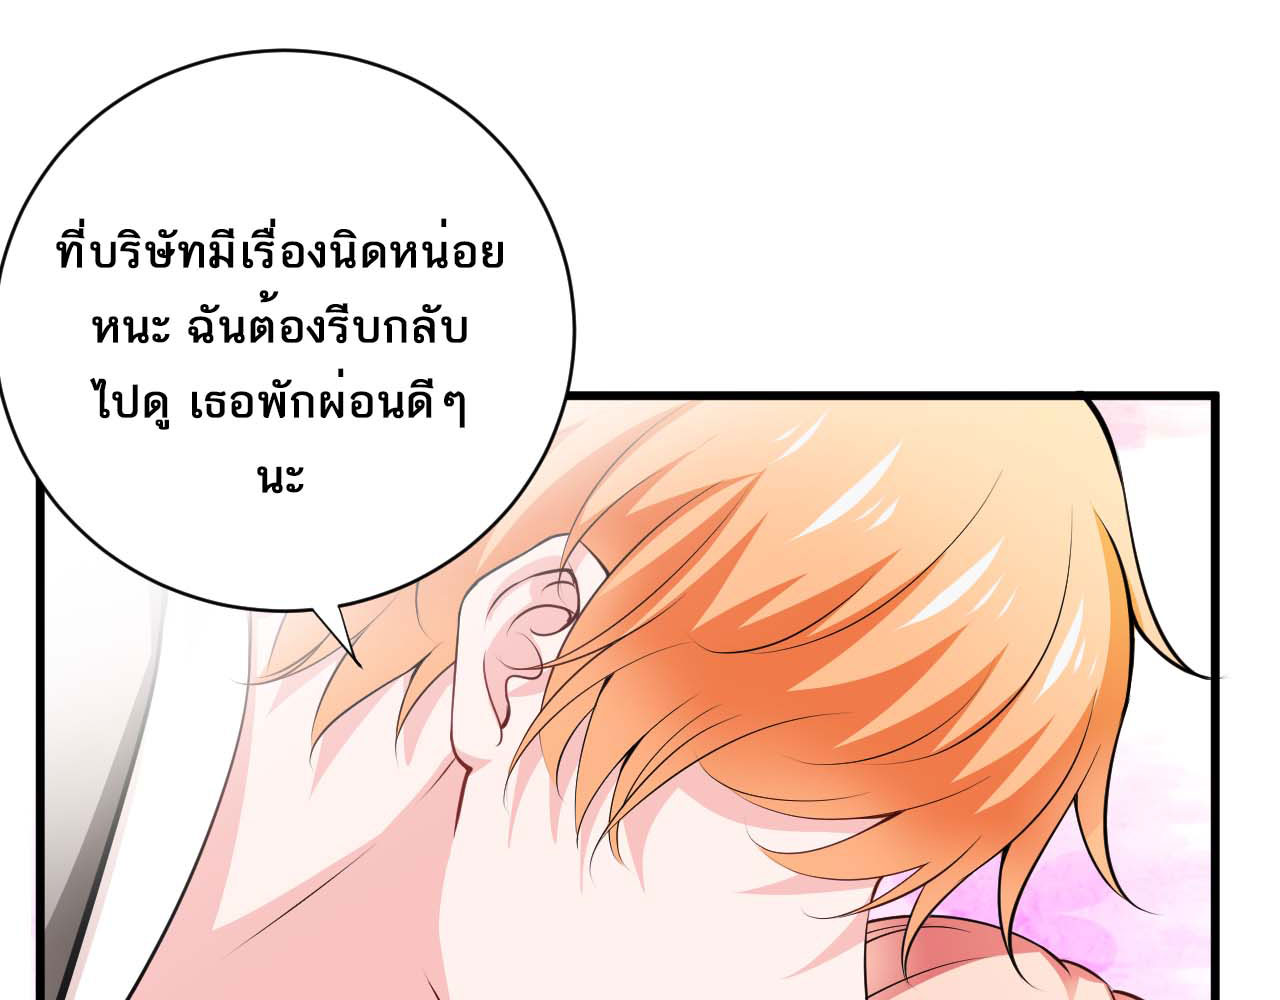 ที่บริษัทมีเรื่องนิดหน่อย
หนะ ฉันต้องรีบกลับ
ไปดู เธอพักผ่อนดีๆ
นะ